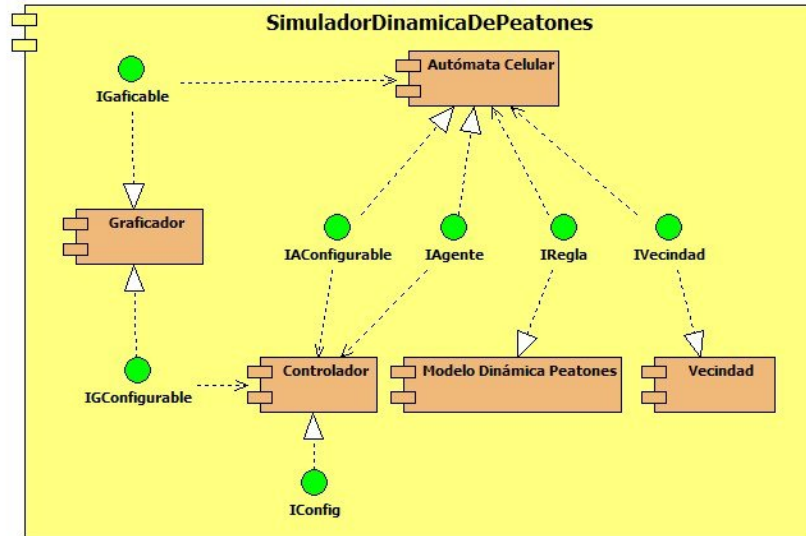 SimuladorDinamicaDePeatones
Autómata Celular
IGaficable
Graficador
IAConfigurable
IAgente
IRegla
IVecindad
Controlador
Modelo Dinámica Peatones
Vecindad
IGConfigurable
IConfig